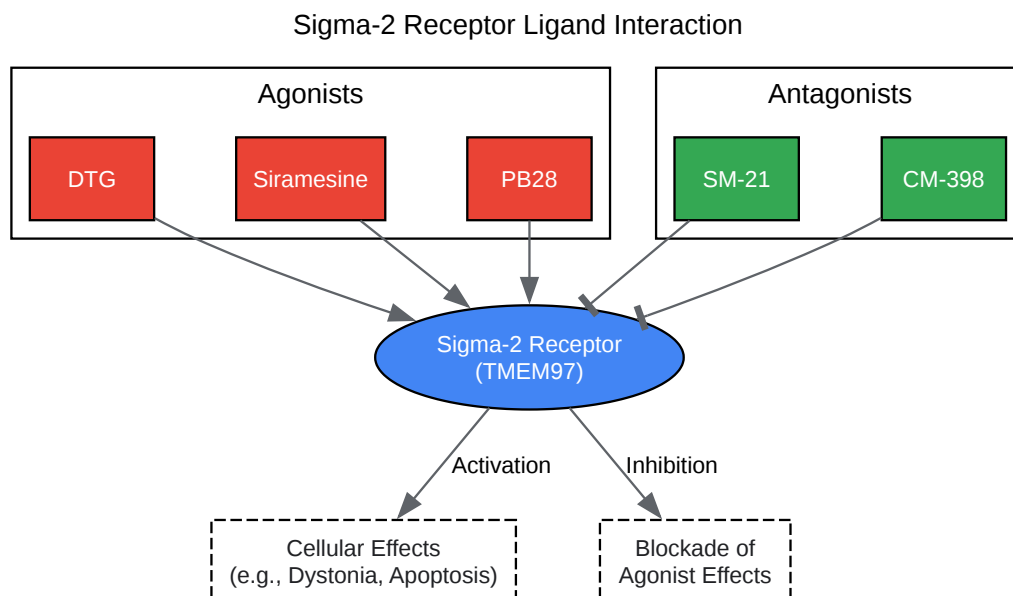 Sigma-2 Receptor Ligand Interaction
Agonists
Antagonists
DTG
Siramesine
PB28
SM-21
CM-398
Sigma-2 Receptor
(TMEM97)
Activation
Inhibition
Cellular Effects
(e.g., Dystonia, Apoptosis)
Blockade of
Agonist Effects